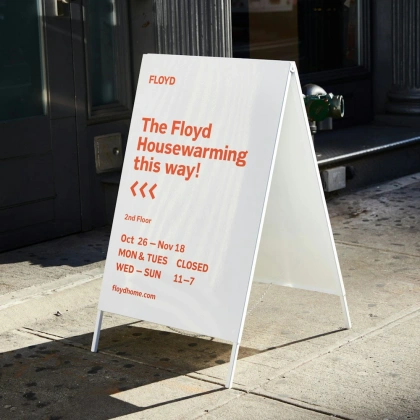 FLOYD
The Floyd
Housewarming
this way!
<<<
2nd Floor
Oct 26 – Nov 18
MON & TUES CLOSED
WED – SUN 11–7
floydhome.com